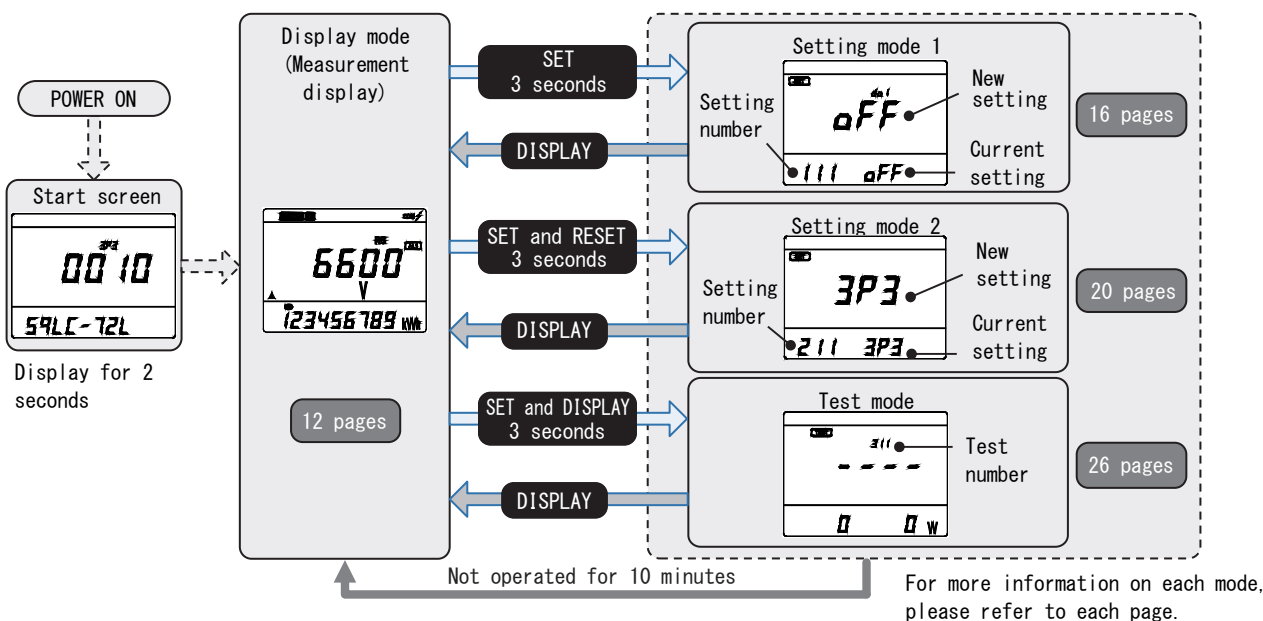 POWER ON
Start screen
0010
S9LC-72L
Display for 2
seconds
Display mode
(Measurement
display)
6600
V
123456789 kWh
12 pages
SET
3 seconds
DISPLAY
SET and RESET
3 seconds
DISPLAY
SET and DISPLAY
3 seconds
DISPLAY
Setting mode 1
Setting
number
oFF
111 oFF
New
setting
Current
setting
16 pages
Setting mode 2
Setting
number
3P3
211 3P3
New
setting
Current
setting
20 pages
Test mode
311
- - - -
0 0 W
Test
number
26 pages
Not operated for 10 minutes
For more information on each mode,
please refer to each page.